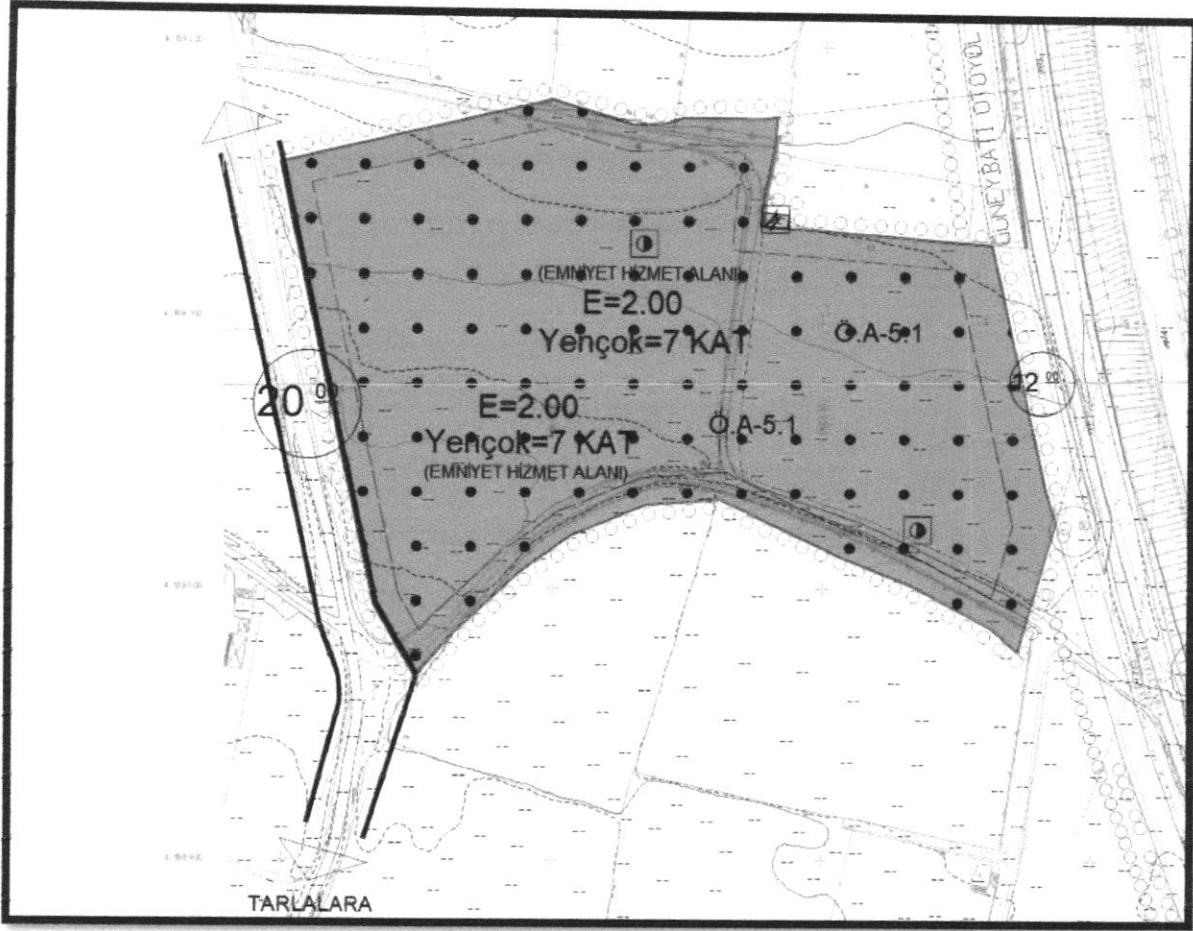 GÜNEYBATI OTOYOL
(EMNİYET HİZMET ALANI)
E=2.00
Yençok=7 KAT
Ö.A-5.1
20 00
12 00
E=2.00
Yençok=7 KAT
(EMNİYET HİZMET ALANI)
Ö.A-5.1
TARLALARA